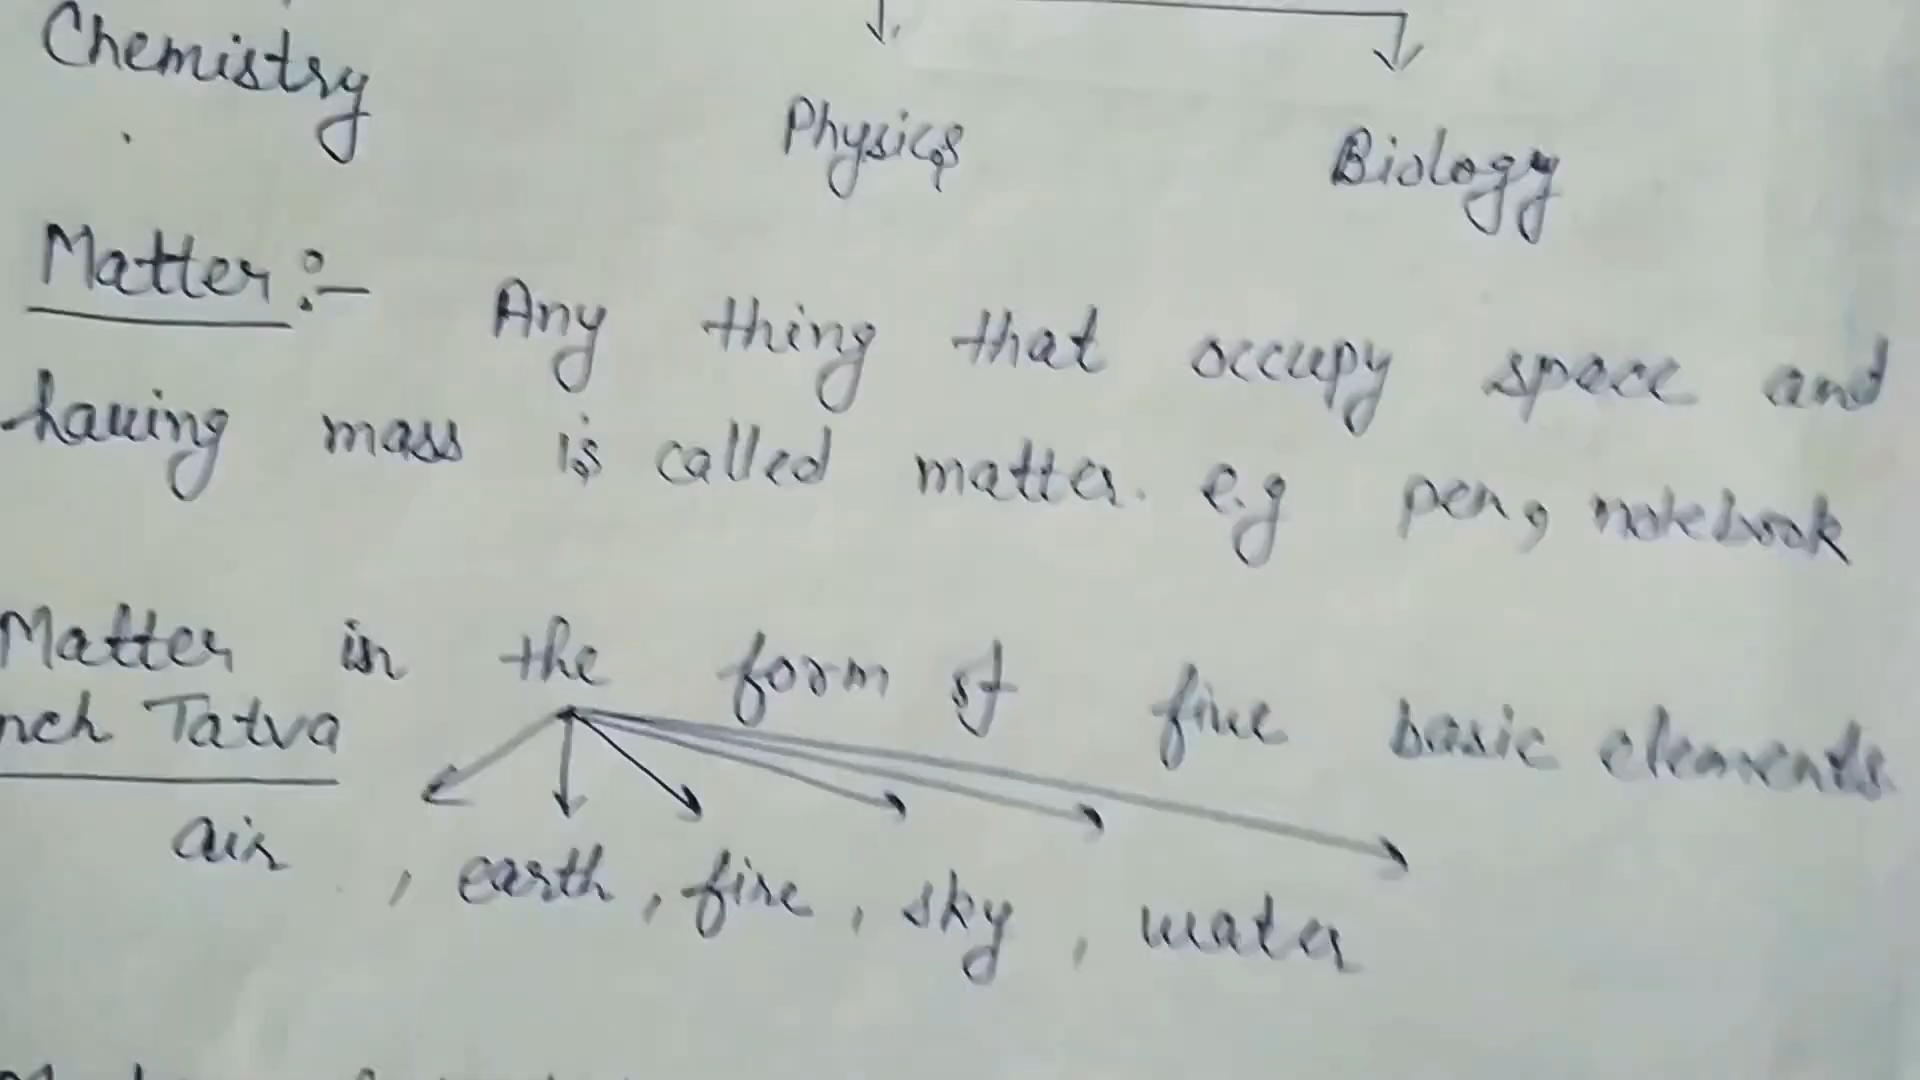 Chemistry Physics Biology
Matter :- Any thing that occupy space and
having mass is called matter. e.g pen, notebook
Matter in the form of five basic elements
nch Tatva
air , earth , fire , sky , water